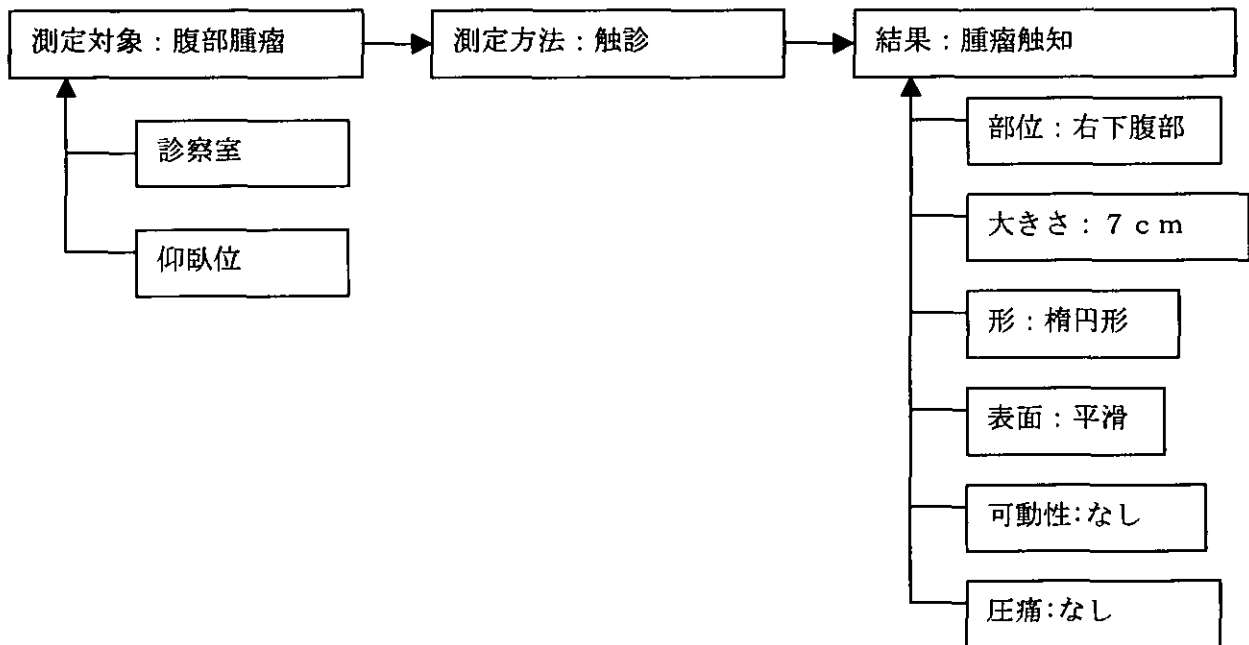 測定対象：腹部腫瘤
測定方法：触診
結果：腫瘤触知
診察室
仰臥位
部位：右下腹部
大きさ：７ｃｍ
形：楕円形
表面：平滑
可動性:なし
圧痛:なし